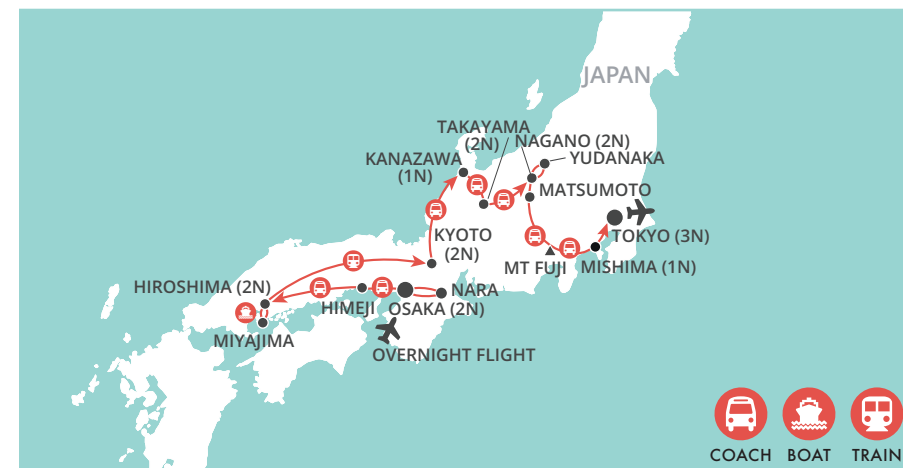 JAPAN
TAKAYAMA
(2N)
NAGANO (2N)
YUDANAKA
KANAZAWA
(1N)
MATSUMOTO
KYOTO
(2N)
TOKYO (3N)
MT FUJI
MISHIMA (1N)
HIROSHIMA (2N)
NARA
HIMEJI
OSAKA (2N)
MIYAJIMA
OVERNIGHT FLIGHT
COACH
BOAT
TRAIN